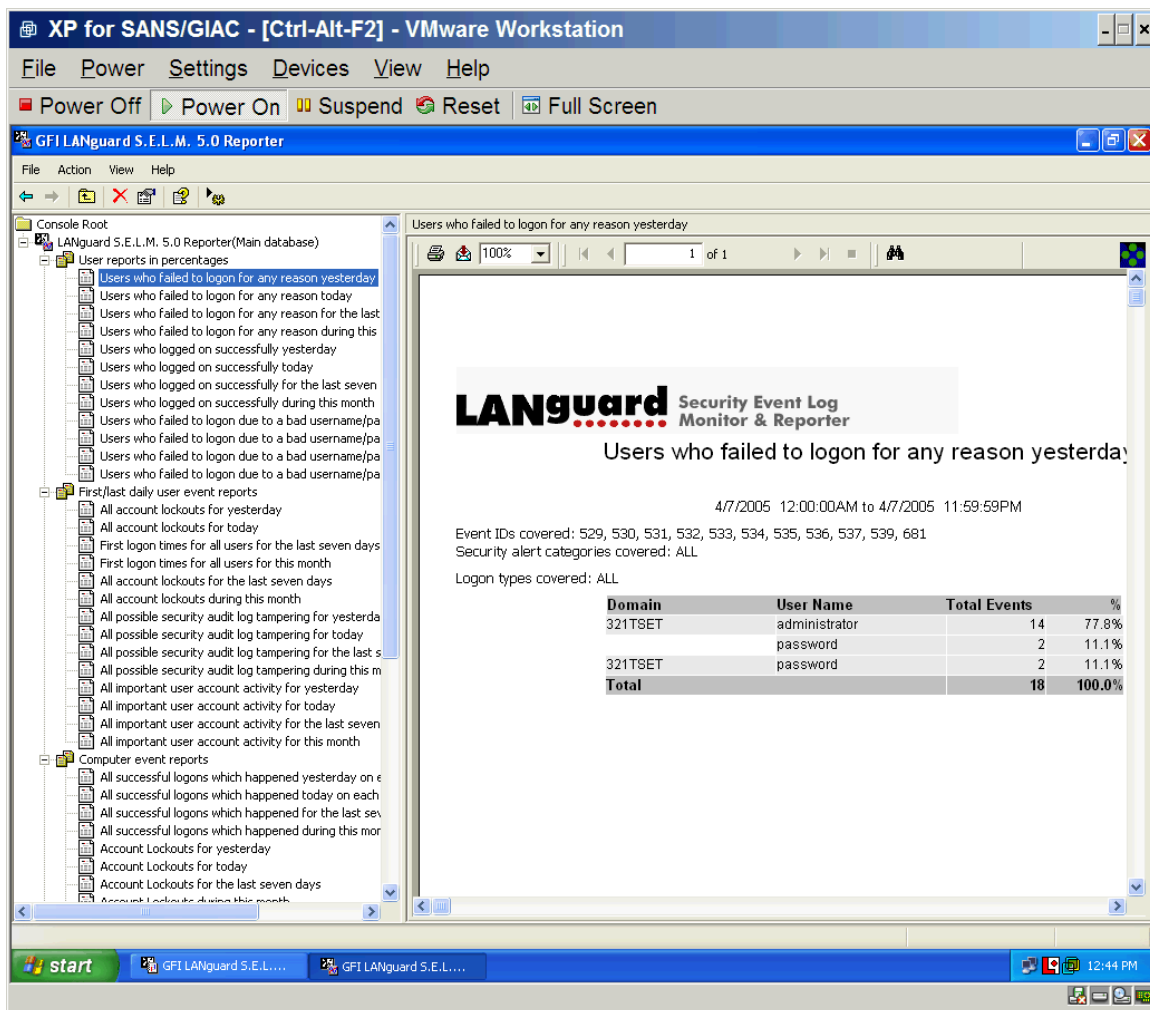 XP for SANS/GIAC - [Ctrl-Alt-F2] - VMware Workstation
File Power Settings Devices View Help
Power Off Power On Suspend Reset Full Screen
GFI LANguard S.E.L.M. 5.0 Reporter
File Action View Help
Console Root
LANguard S.E.L.M. 5.0 Reporter(Main database)
User reports in percentages
Users who failed to logon for any reason yesterday
Users who failed to logon for any reason today
Users who failed to logon for any reason for the last
Users who failed to logon for any reason during this
Users who logged on successfully yesterday
Users who logged on successfully today
Users who logged on successfully for the last seven
Users who logged on successfully during this month
Users who failed to logon due to a bad username/pa
Users who failed to logon due to a bad username/pa
Users who failed to logon due to a bad username/pa
Users who failed to logon due to a bad username/pa
First/last daily user event reports
All account lockouts for yesterday
All account lockouts for today
First logon times for all users for the last seven days
First logon times for all users for this month
All account lockouts for the last seven days
All account lockouts during this month
All possible security audit log tampering for yesterda
All possible security audit log tampering for today
All possible security audit log tampering for the last s
All possible security audit log tampering during this m
All important user account activity for yesterday
All important user account activity for today
All important user account activity for the last seven
All important user account activity for this month
Computer event reports
All successful logons which happened yesterday on e
All successful logons which happened today on each
All successful logons which happened for the last sev
All successful logons which happened during this mor
Account Lockouts for yesterday
Account Lockouts for today
Account Lockouts for the last seven days
Account Lockouts during this month
Users who failed to logon for any reason yesterday
100% 1 of 1
LANguard Security Event Log
Monitor & Reporter
Users who failed to logon for any reason yesterday
4/7/2005 12:00:00AM to 4/7/2005 11:59:59PM
Event IDs covered: 529, 530, 531, 532, 533, 534, 535, 536, 537, 539, 681
Security alert categories covered: ALL
Logon types covered: ALL
Domain User Name Total Events %
321TSET administrator 14 77.8%
password 2 11.1%
321TSET password 2 11.1%
Total 18 100.0%
start GFI LANguard S.E.L.... GFI LANguard S.E.L.... 12:44 PM